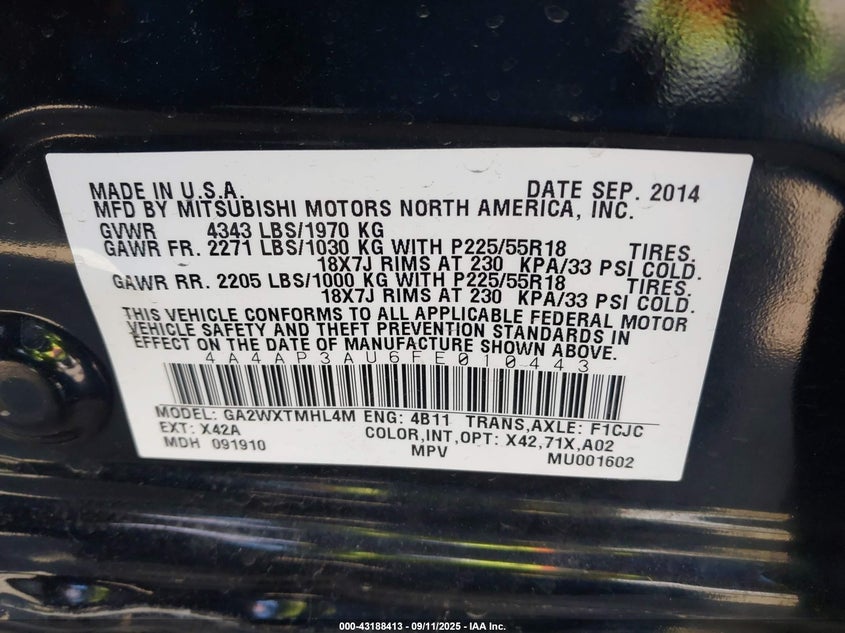 MADE IN U.S.A. DATE SEP. 2014
MFD BY MITSUBISHI MOTORS NORTH AMERICA, INC.
GVWR 4343 LBS/1970 KG
GAWR FR. 2271 LBS/1030 KG WITH P225/55R18 TIRES.
18X7J RIMS AT 230 KPA/33 PSI COLD.
GAWR RR. 2205 LBS/1000 KG WITH P225/55R18 TIRES.
18X7J RIMS AT 230 KPA/33 PSI COLD.
THIS VEHICLE CONFORMS TO ALL APPLICABLE FEDERAL MOTOR
VEHICLE SAFETY AND THEFT PREVENTION STANDARDS IN
EFFECT ON THE DATE OF MANUFACTURE SHOWN ABOVE.
4A4AP3AU6FE010443
MODEL: GA2WXTMHL4M ENG: 4B11 TRANS,AXLE: F1CJC
EXT: X42A COLOR,INT,OPT: X42,71X,A02
MDH 091910 MPV MU001602
000-43188413 - 09/11/2025 - IAA Inc.